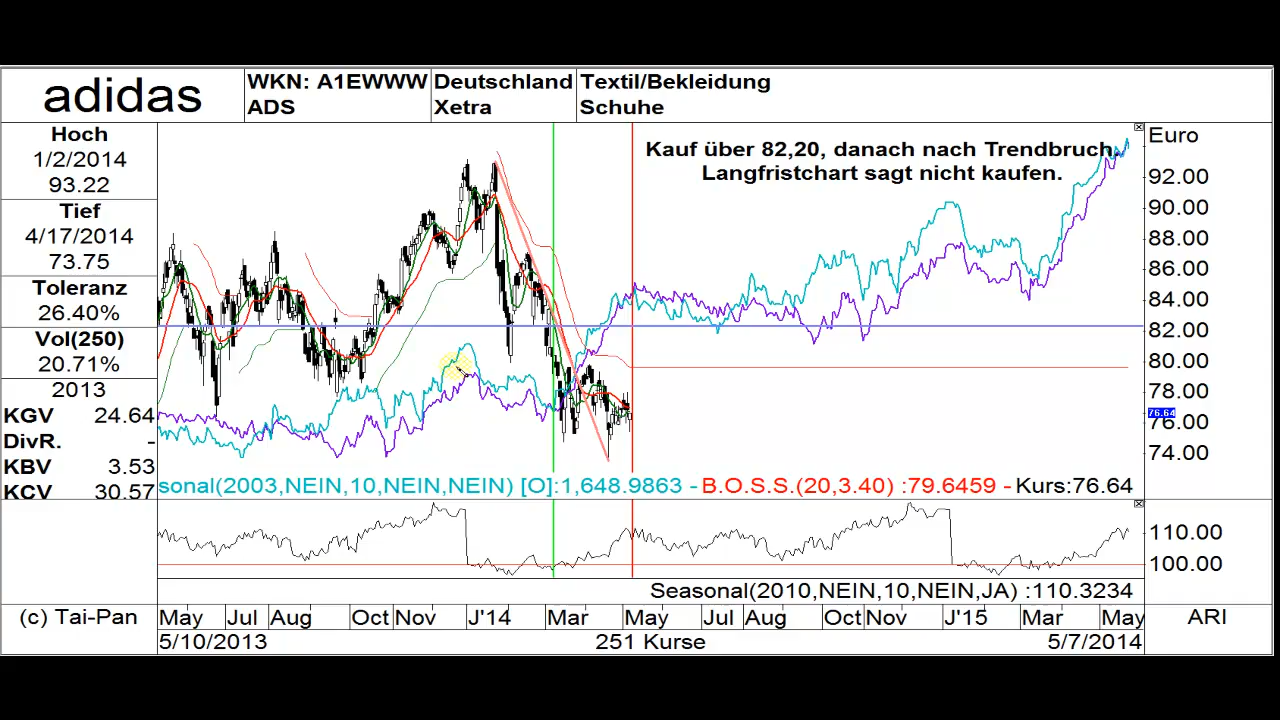 adidas
WKN: A1EWWW
ADS
Deutschland
Xetra
Textil/Bekleidung
Schuhe
Hoch
1/2/2014
93.22
Tief
4/17/2014
73.75
Toleranz
26.40%
Vol(250)
20.71%
2013
KGV 24.64
DivR. -
KBV 3.53
KCV 30.57
Kauf über 82,20, danach nach Trendbruch.
Langfristchart sagt nicht kaufen.
Euro
92.00
90.00
88.00
86.00
84.00
82.00
80.00
78.00
76.64
76.00
74.00
sonal(2003,NEIN,10,NEIN,NEIN) [O]:1,648.9863 - B.O.S.S.(20,3.40) :79.6459 - Kurs:76.64
110.00
100.00
Seasonal(2010,NEIN,10,NEIN,JA) :110.3234
(c) Tai-Pan
May Jul Aug Oct Nov J'14 Mar May Jul Aug Oct Nov J'15 Mar May
ARI
5/10/2013 251 Kurse 5/7/2014